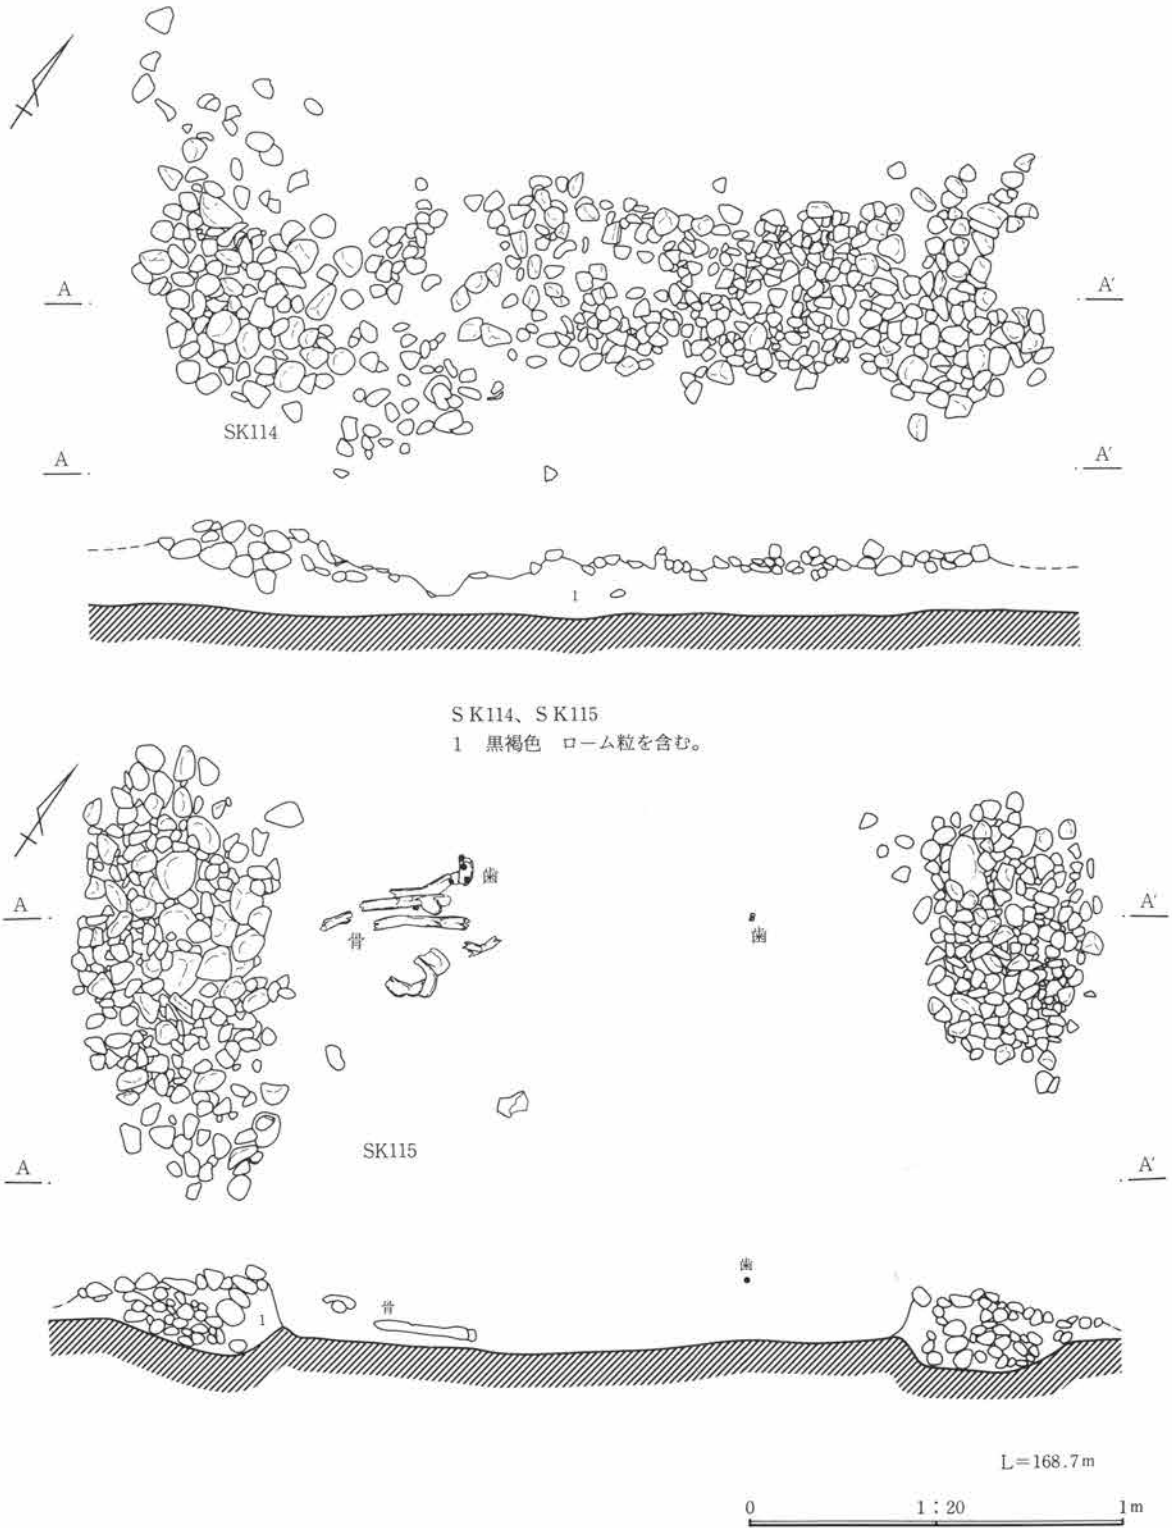 A A′
SK114
A A′
1
SK114、SK115
1 黒褐色 ローム粒を含む。
歯
A A′
骨
歯
SK115
A A′
歯
骨
1
L=168.7m
0 1:20 1m